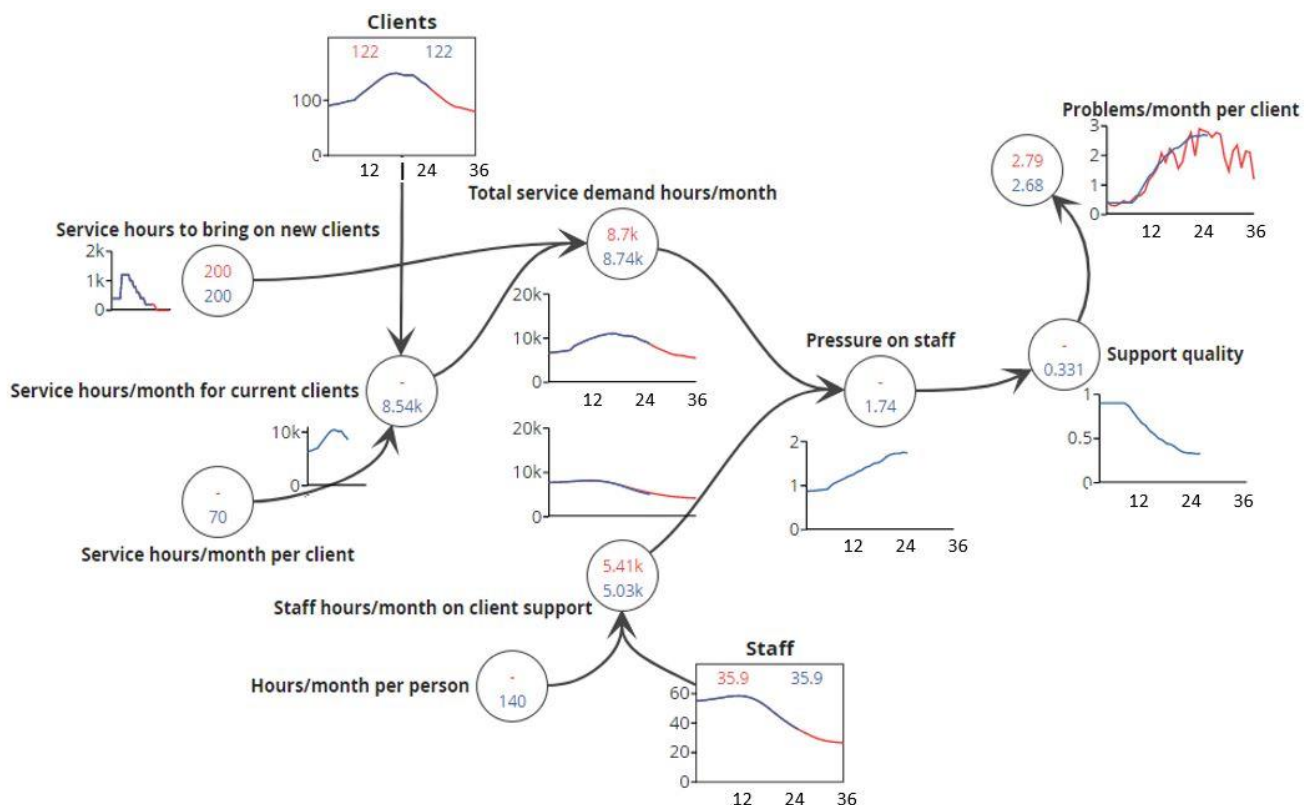 Clients
122 122
100
0
12 24 36
Problems/month per client
3
2
1
0
12 24 36
2.79
2.68
Total service demand hours/month
8.7k
8.74k
Service hours to bring on new clients
2k
1k
0
200
200
20k
10k
0
12 24 36
Pressure on staff
-
1.74
2
1
0
12 24 36
-
0.331
Support quality
1
0.5
0
12 24 36
Service hours/month for current clients
-
8.54k
10k
0
-
70
Service hours/month per client
20k
10k
0
5.41k
5.03k
Staff hours/month on client support
Hours/month per person
-
140
Staff
35.9 35.9
60
40
20
0
12 24 36